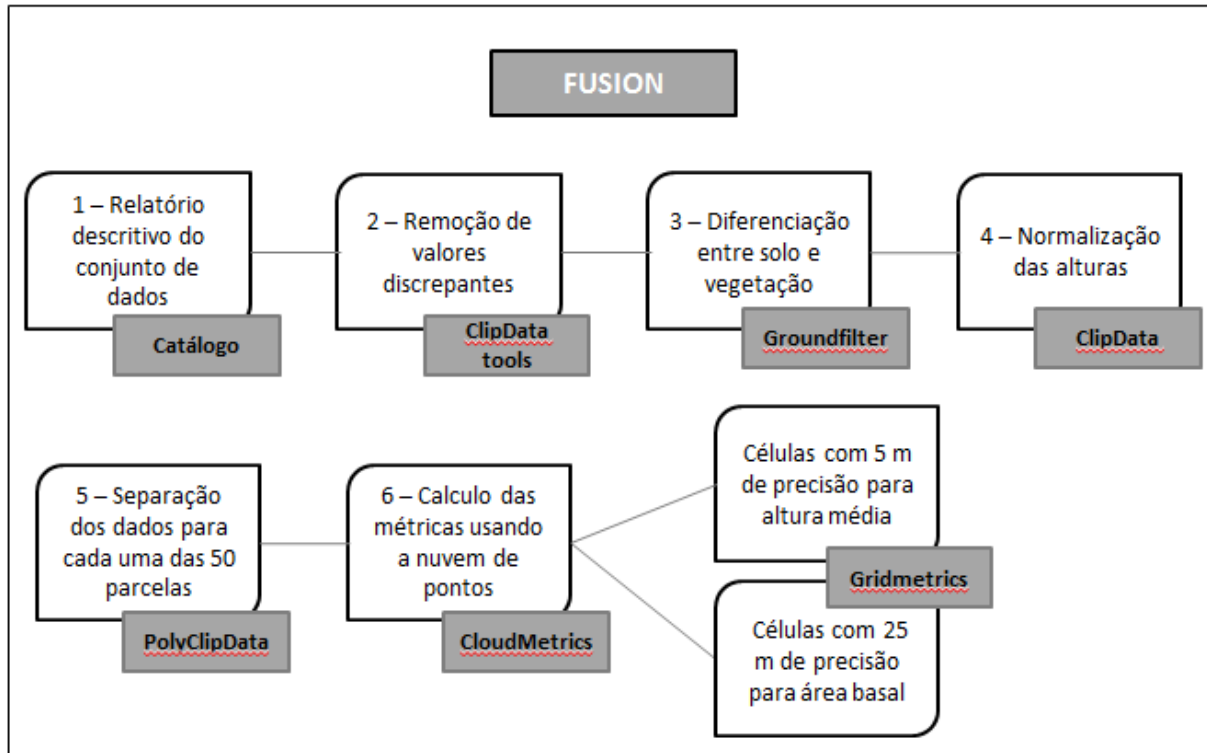 FUSION
1 – Relatório
descritivo do
conjunto de
dados
Catálogo
2 – Remoção de
valores
discrepantes
ClipData
tools
3 – Diferenciação
entre solo e
vegetação
Groundfilter
4 – Normalização
das alturas
ClipData
5 – Separação
dos dados para
cada uma das 50
parcelas
PolyClipData
6 – Calculo das
métricas usando
a nuvem de
pontos
CloudMetrics
Células com 5 m
de precisão para
altura média
Gridmetrics
Células com 25
m de precisão
para área basal